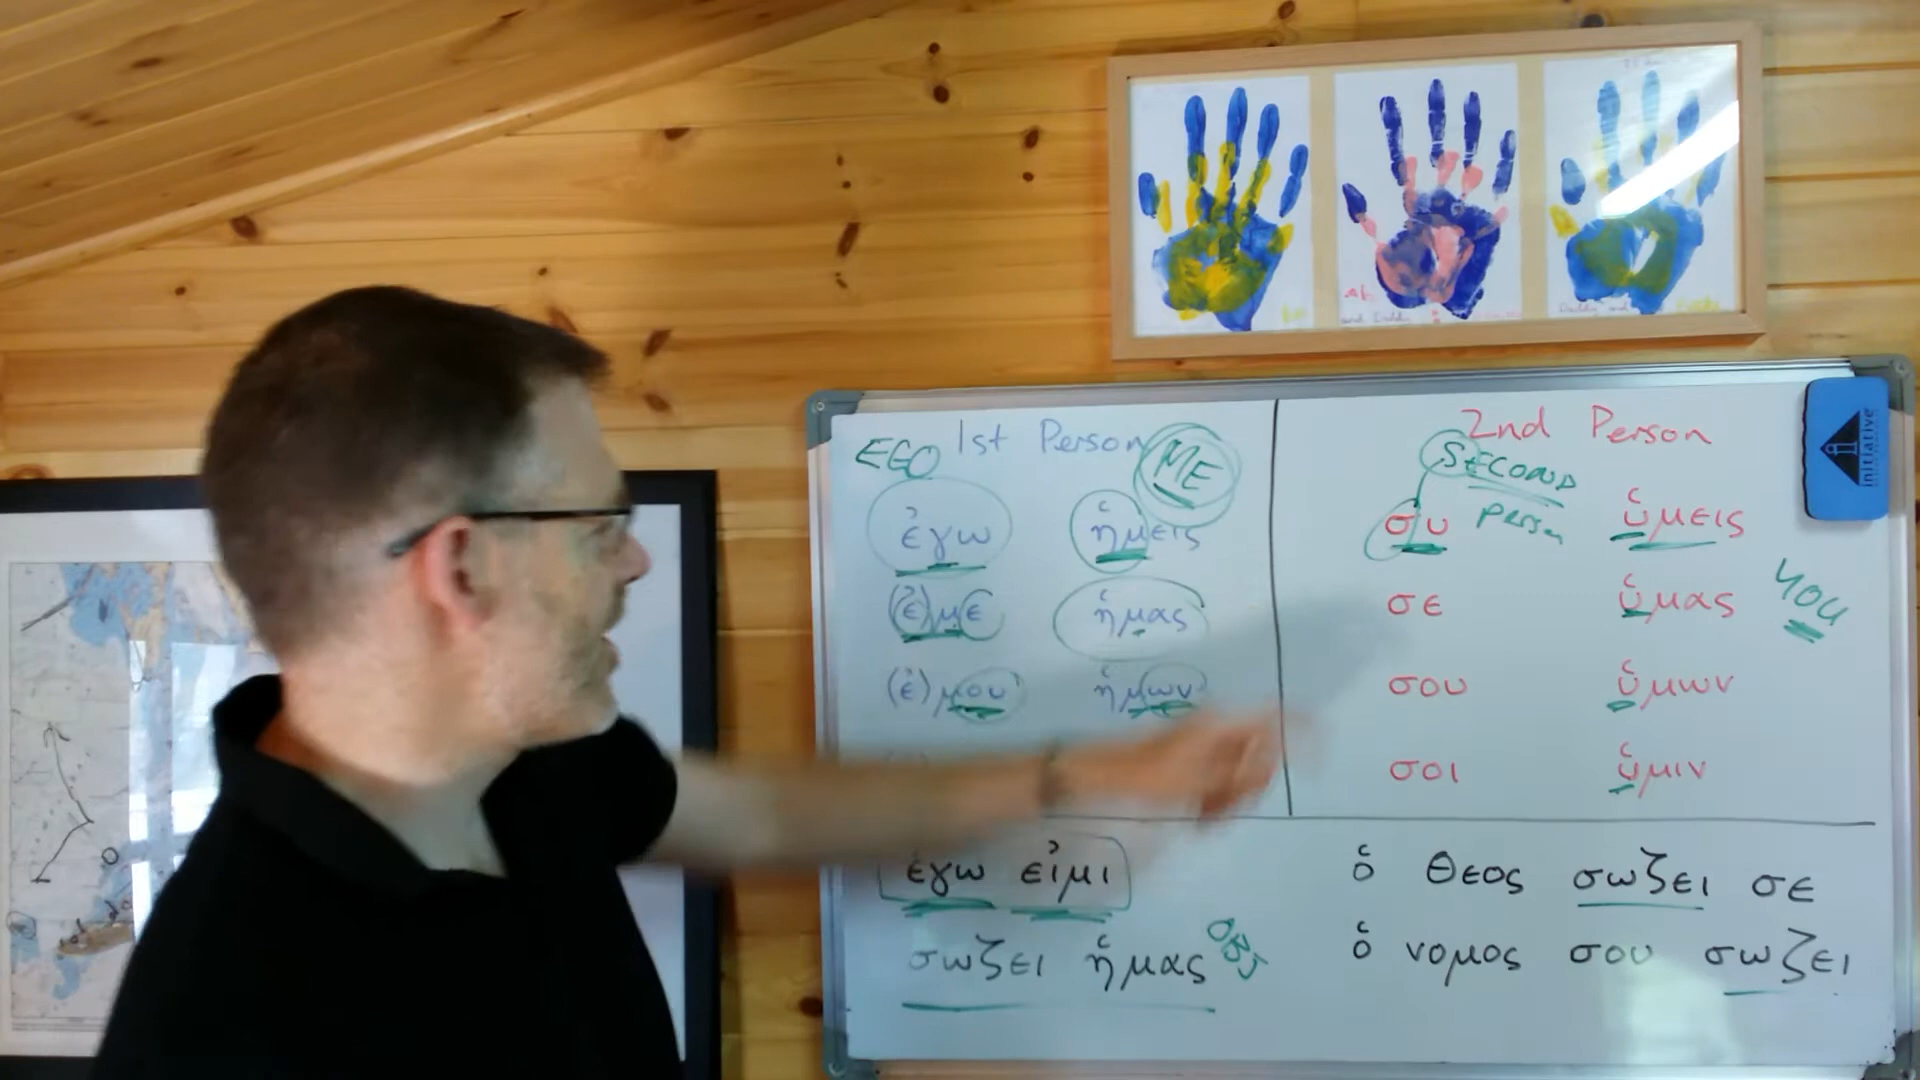 EGO 1st Person ME
ἐγω ἡμεις
(ἐ)με ἡμας
(ἐ)μου ἡμων
2nd Person
SECOND
Person
συ ὑμεις
σε ὑμας
YOU
σου ὑμων
σοι ὑμιν
ἐγω εἰμι
σωζει ἡμας OBJ
ὁ θεος σωζει σε
ὁ νομος σου σωζει
initiative